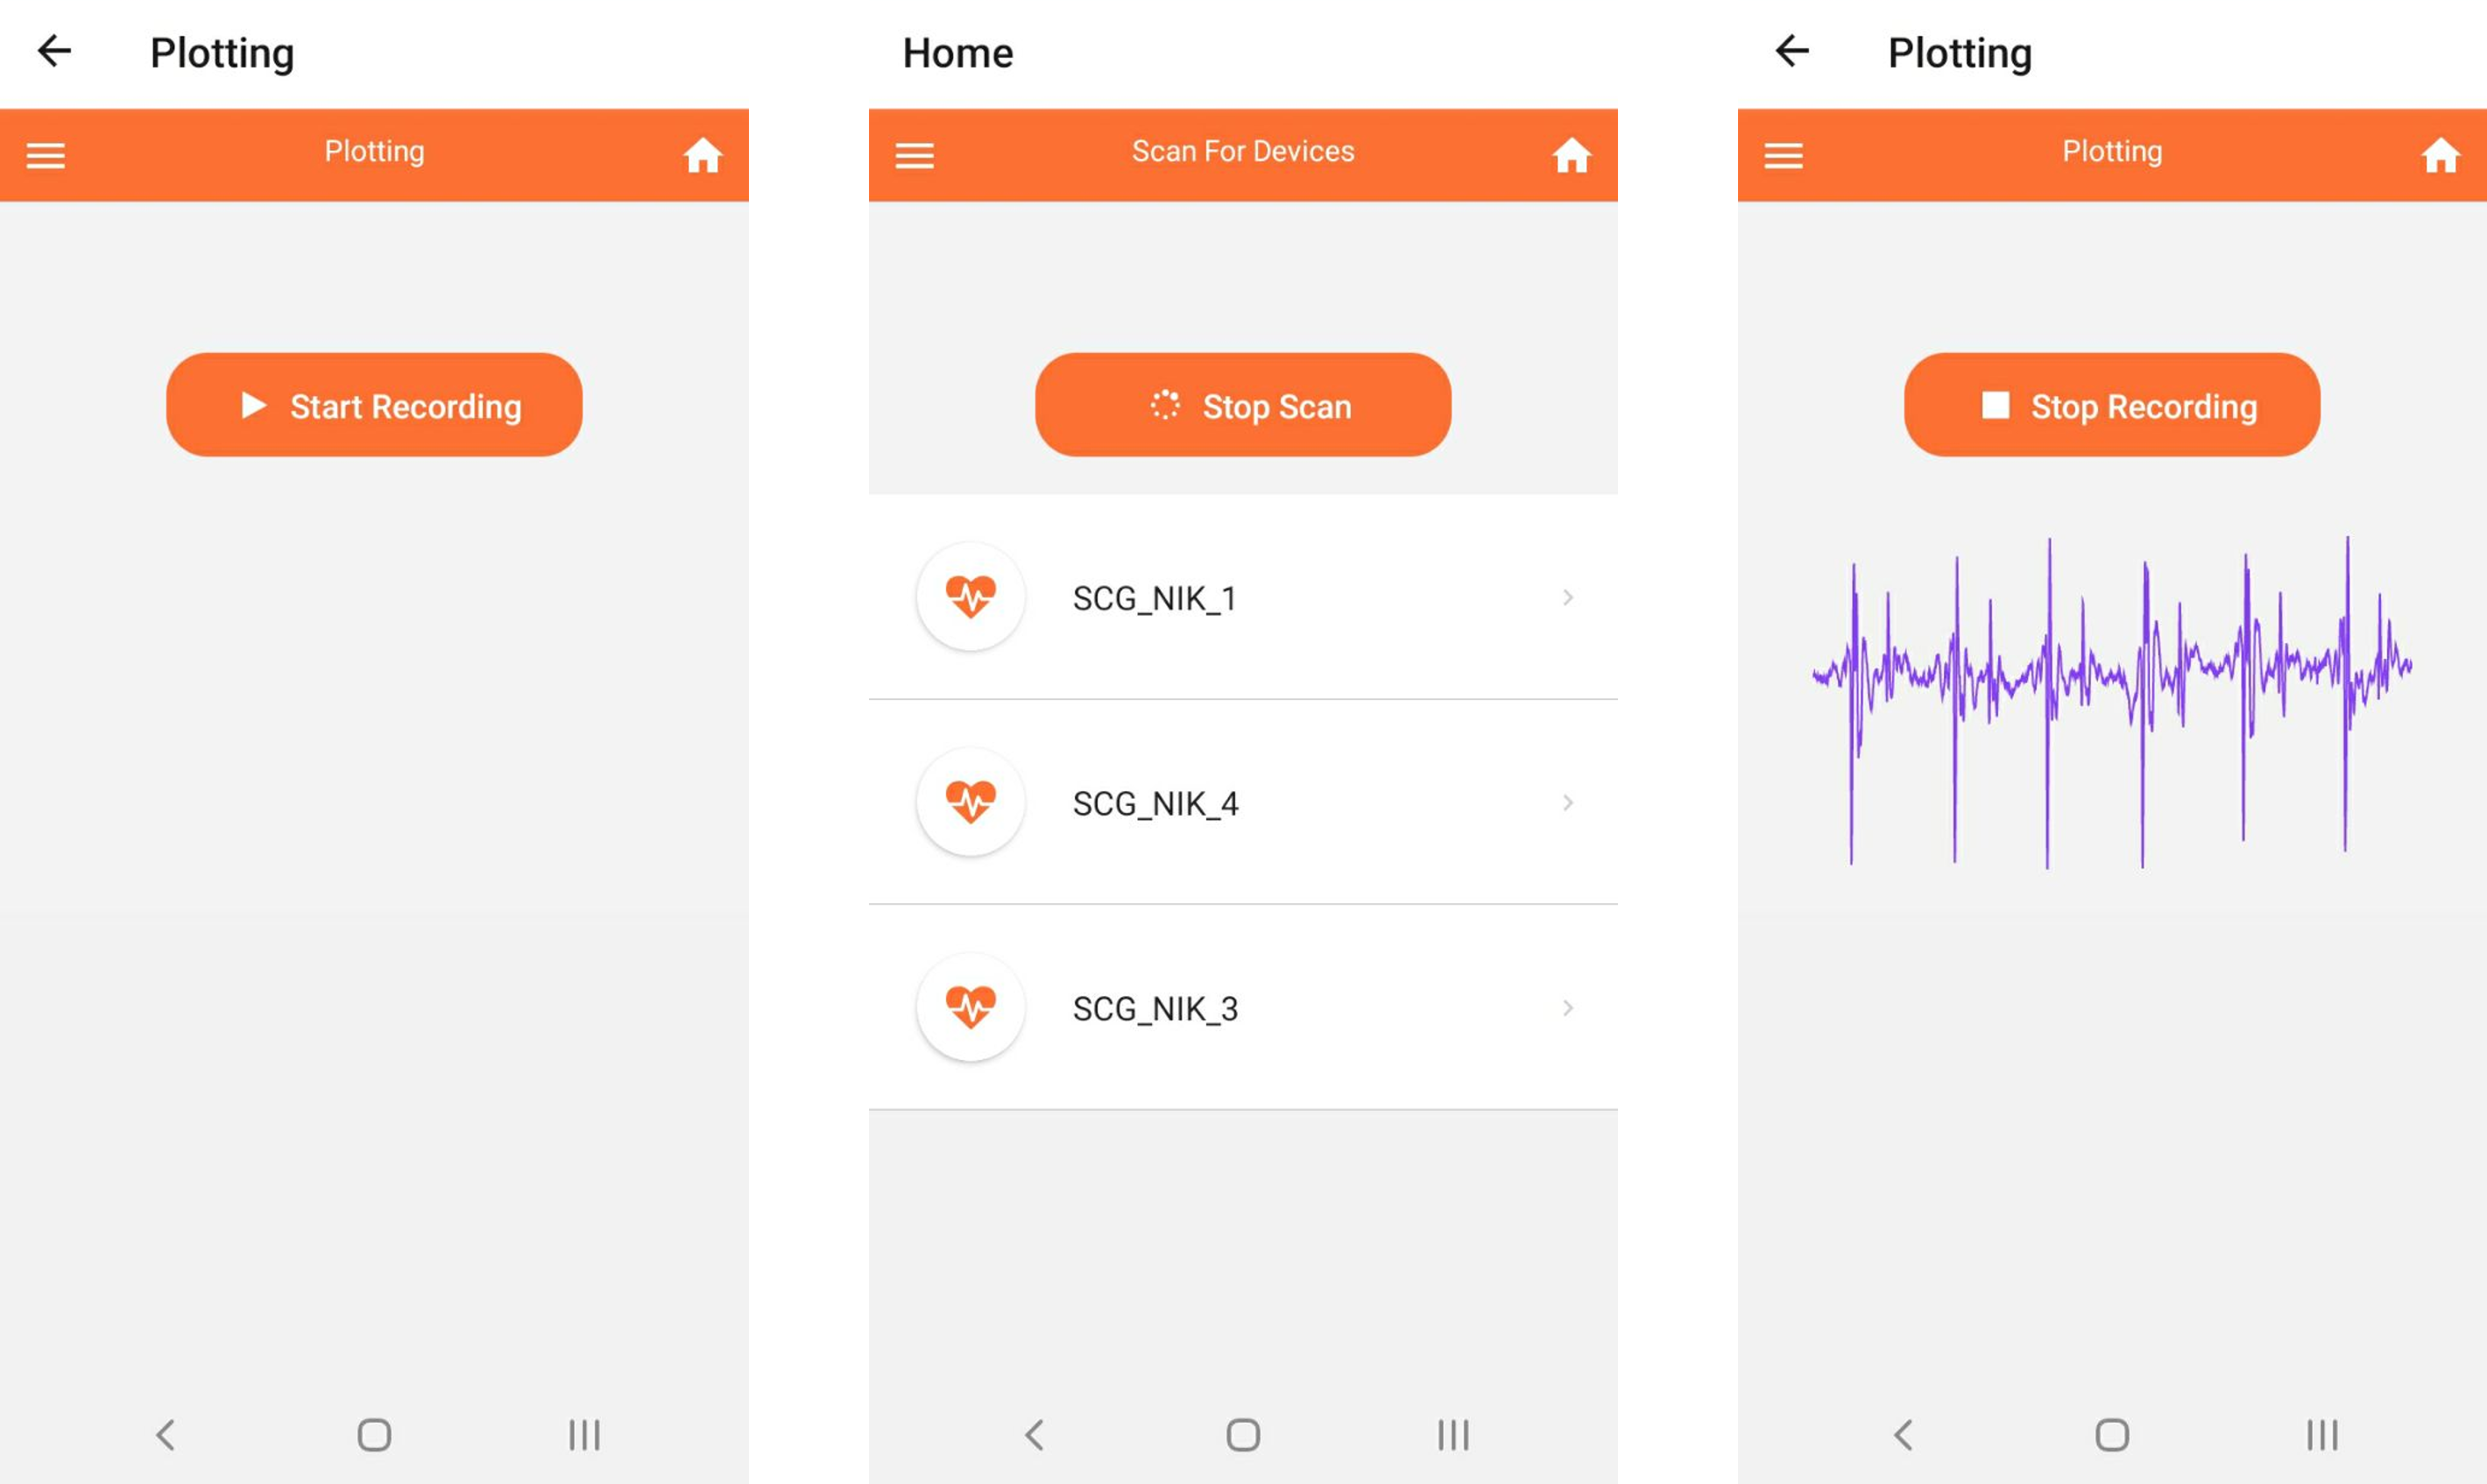 Plotting
Plotting
Start Recording
Home
Scan For Devices
Stop Scan
SCG_NIK_1
SCG_NIK_4
SCG_NIK_3
Plotting
Plotting
Stop Recording